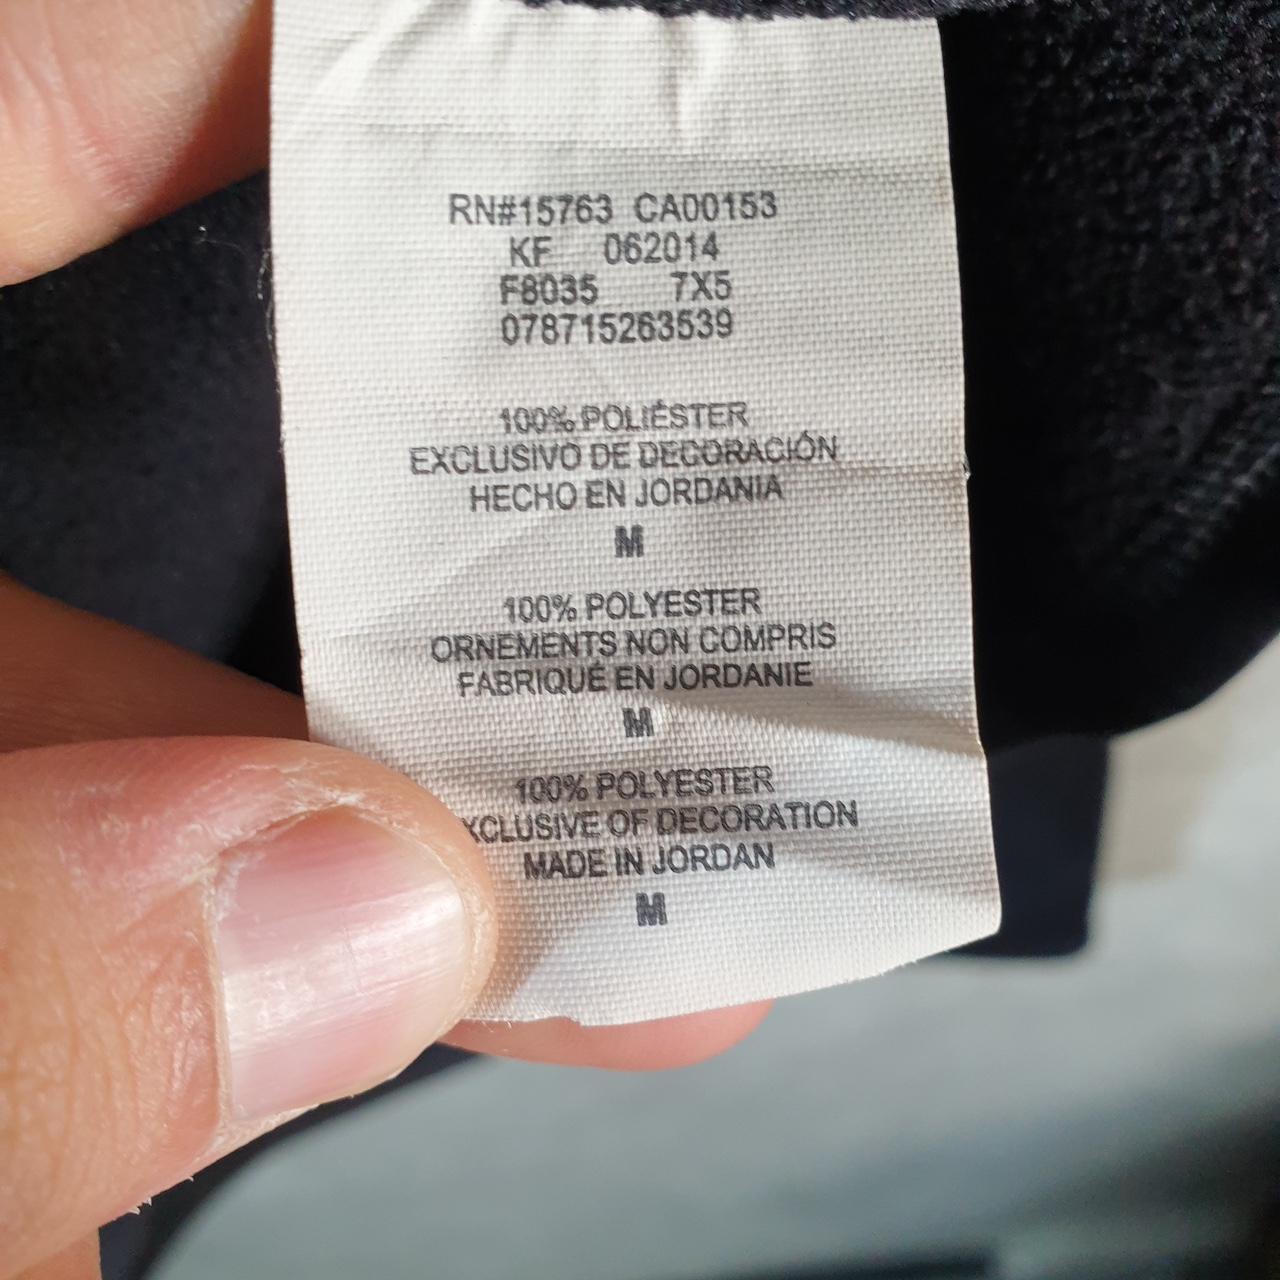 RN#15763 CA00153
KF 062014
F8035 7X5
078715263539
100% POLIÉSTER
EXCLUSIVO DE DECORACIÓN
HECHO EN JORDANIA
M
100% POLYESTER
ORNEMENTS NON COMPRIS
FABRIQUÉ EN JORDANIE
M
100% POLYESTER
XCLUSIVE OF DECORATION
MADE IN JORDAN
M